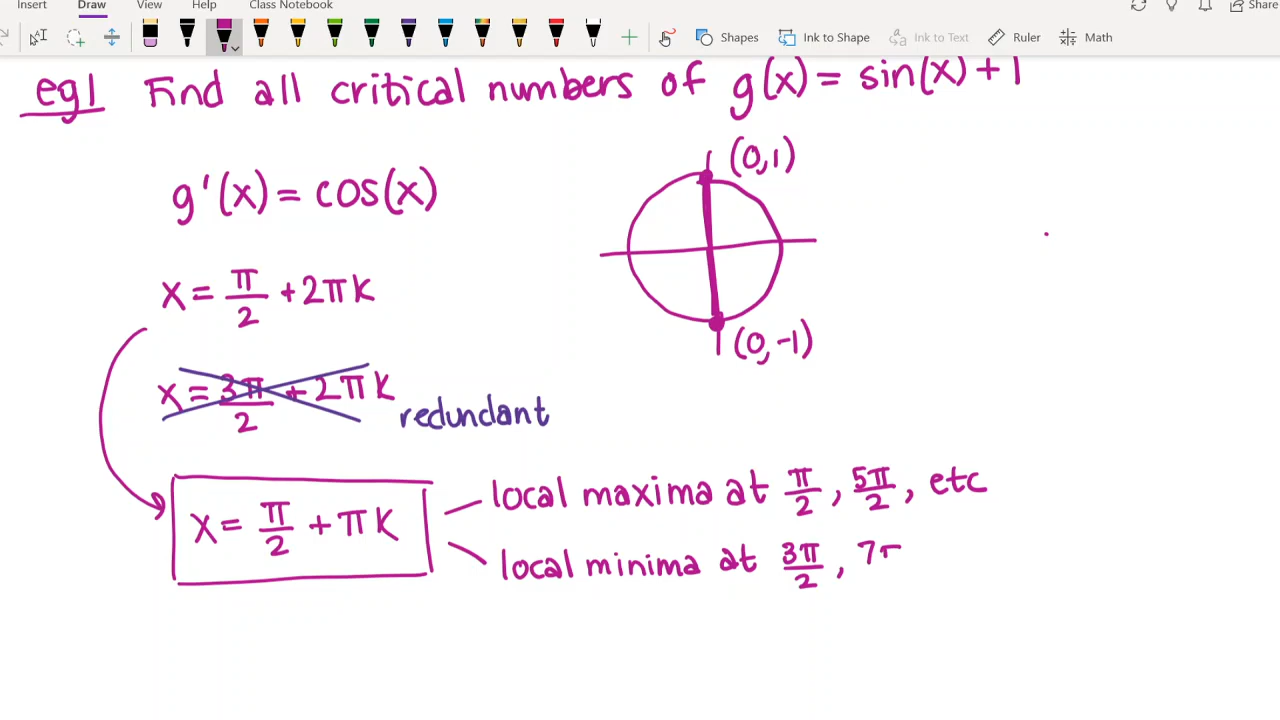 Insert Draw View Help Class Notebook Share
Shapes Ink to Shape Ink to Text Ruler Math
eg1 Find all critical numbers of g(x) = sin(x) + 1
(0,1)
g'(x) = cos(x)
x = π/2 + 2πK
(0,-1)
x = 3π/2 + 2πK
redundant
x = π/2 + πK
local maxima at π/2, 5π/2, etc
local minima at 3π/2, 7